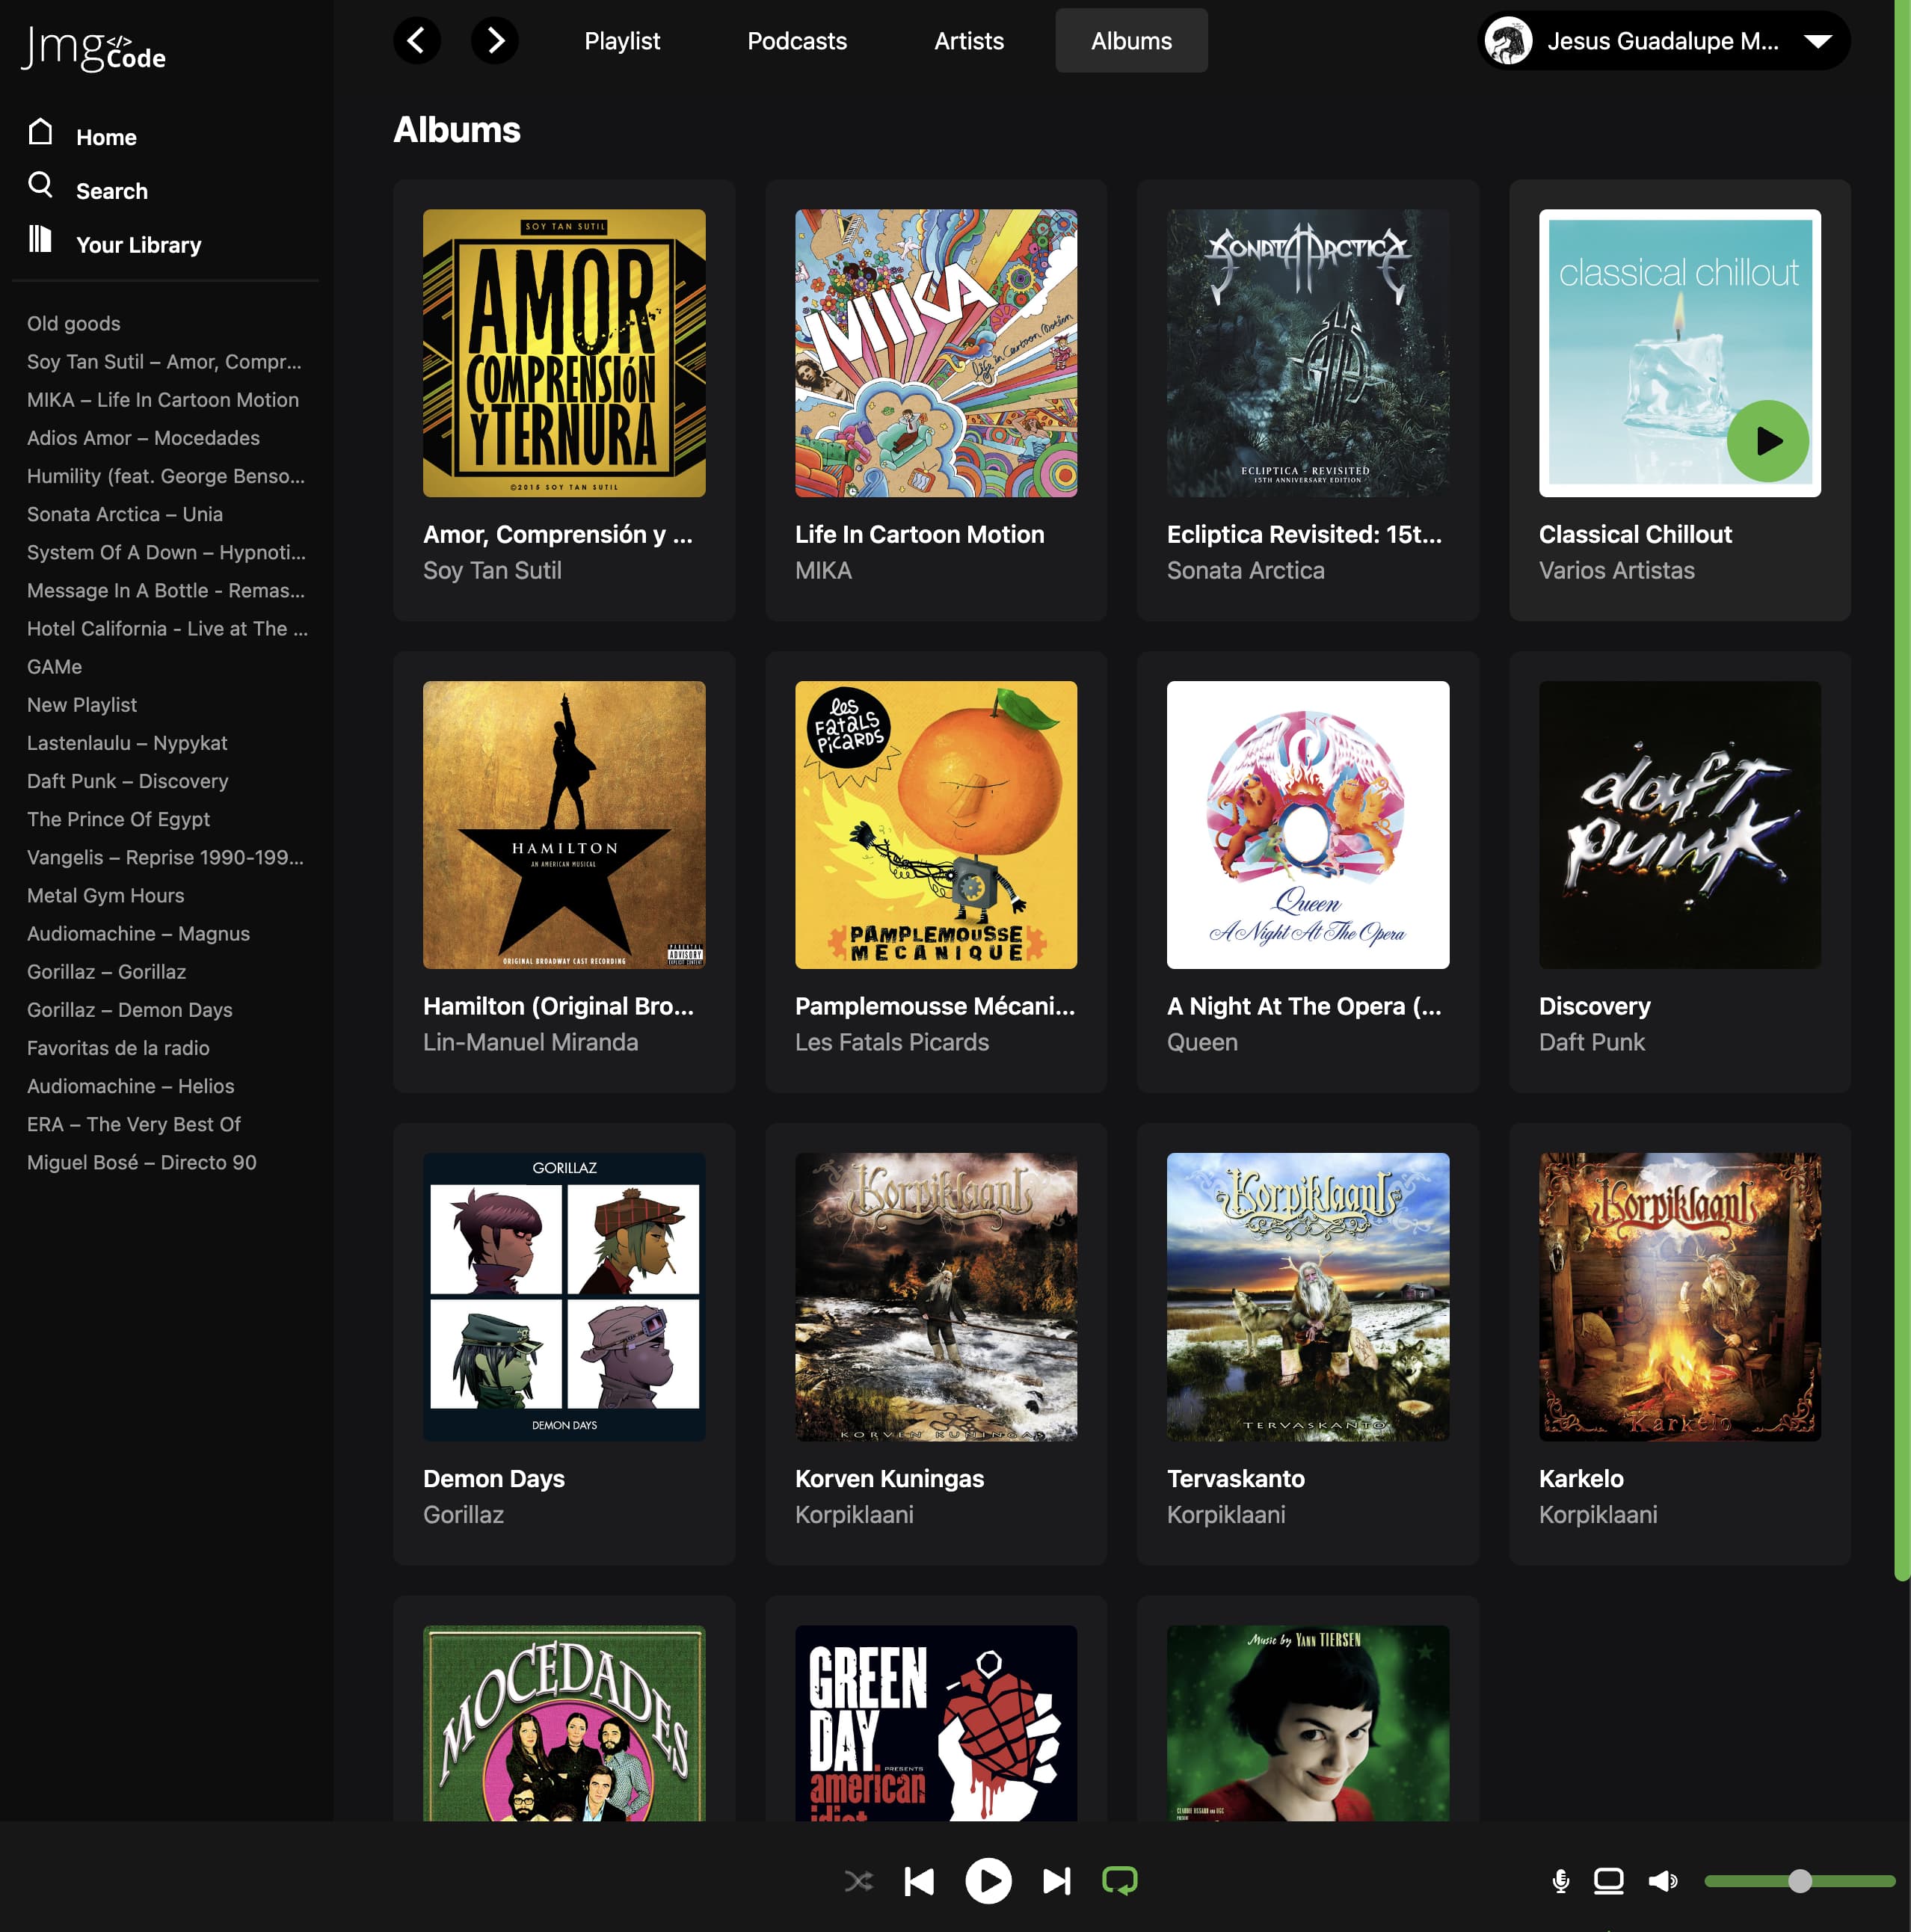 Jmg</>Code
Playlist
Podcasts
Artists
Albums
Jesus Guadalupe M...
Home
Search
Your Library
Old goods
Soy Tan Sutil – Amor, Compr...
MIKA – Life In Cartoon Motion
Adios Amor – Mocedades
Humility (feat. George Benso...
Sonata Arctica – Unia
System Of A Down – Hypnoti...
Message In A Bottle - Remas...
Hotel California - Live at The ...
GAMe
New Playlist
Lastenlaulu – Nypykat
Daft Punk – Discovery
The Prince Of Egypt
Vangelis – Reprise 1990-199...
Metal Gym Hours
Audiomachine – Magnus
Gorillaz – Gorillaz
Gorillaz – Demon Days
Favoritas de la radio
Audiomachine – Helios
ERA – The Very Best Of
Miguel Bosé – Directo 90
Albums
SOY TAN SUTIL
AMOR
COMPRENSIóN
Y TERNURA
©2015 SOY TAN SUTIL
Amor, Comprensión y ...
Soy Tan Sutil
MIKA
Life in Cartoon Motion
Life In Cartoon Motion
MIKA
SONATA ARCTICA
ECLIPTICA - REVISITED
15TH ANNIVERSARY EDITION
Ecliptica Revisited: 15t...
Sonata Arctica
classical chillout
Classical Chillout
Varios Artistas
HAMILTON
AN AMERICAN MUSICAL
ORIGINAL BROADWAY CAST RECORDING
PARENTAL
ADVISORY
EXPLICIT CONTENT
Hamilton (Original Bro...
Lin-Manuel Miranda
les
FATALS
PICARDS
PAMPLEMOUSSE
MECANIQUE
Pamplemousse Mécani...
Les Fatals Picards
Queen
A Night At The Opera
A Night At The Opera (...
Queen
daft
punk
Discovery
Daft Punk
GORILLAZ
DEMON DAYS
Demon Days
Gorillaz
Korpiklaani
KORVEN KUNINGAS
Korven Kuningas
Korpiklaani
Korpiklaani
TERVASKANTO
Tervaskanto
Korpiklaani
Korpiklaani
Karkelo
Karkelo
Korpiklaani
MOCEDADES
GREEN
DAY
PRESENTS
american
idiot
Music by YANN TIERSEN